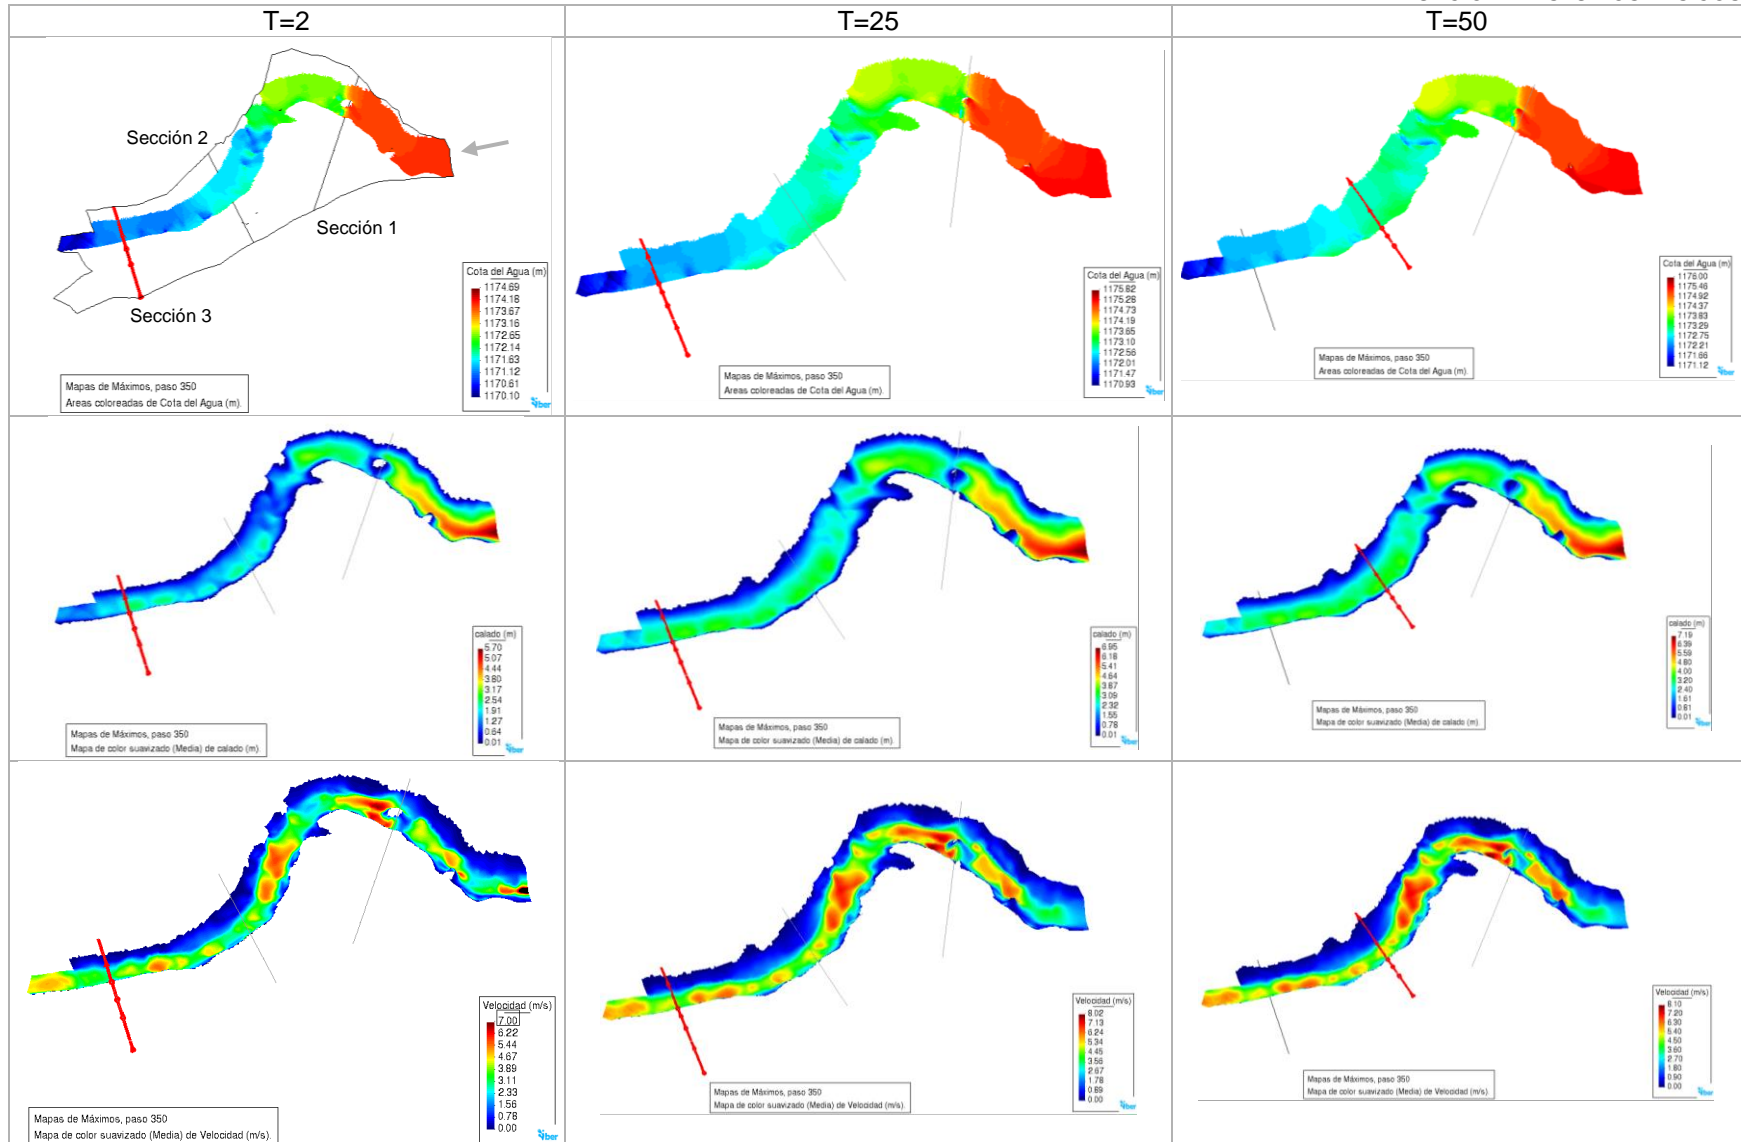 T=2
T=25
T=50
Sección 2
Sección 1
Sección 3
Cota del Agua (m)
1174.69
1174.18
1173.67
1173.16
1172.65
1172.14
1171.63
1171.12
1170.61
1170.10
Iber
Mapas de Máximos, paso 350
Areas coloreadas de Cota del Agua (m).
Cota del Agua (m)
1175.82
1175.28
1174.73
1174.19
1173.65
1173.10
1172.56
1172.01
1171.47
1170.93
Iber
Mapas de Máximos, paso 350
Areas coloreadas de Cota del Agua (m).
Cota del Agua (m)
1176.00
1175.46
1174.92
1174.37
1173.83
1173.29
1172.75
1172.21
1171.66
1171.12
Iber
Mapas de Máximos, paso 350
Areas coloreadas de Cota del Agua (m).
calado (m)
5.70
5.07
4.44
3.80
3.17
2.54
1.91
1.27
0.64
0.01
Iber
Mapas de Máximos, paso 350
Mapa de color suavizado (Media) de calado (m).
calado (m)
6.95
6.18
5.41
4.64
3.87
3.09
2.32
1.55
0.78
0.01
Iber
Mapas de Máximos, paso 350
Mapa de color suavizado (Media) de calado (m).
calado (m)
7.19
6.39
5.59
4.80
4.00
3.20
2.40
1.61
0.81
0.01
Iber
Mapas de Máximos, paso 350
Mapa de color suavizado (Media) de calado (m).
Velocidad (m/s)
7.00
6.22
5.44
4.67
3.89
3.11
2.33
1.56
0.78
0.00
Iber
Mapas de Máximos, paso 350
Mapa de color suavizado (Media) de Velocidad (m/s).
Velocidad (m/s)
8.02
7.13
6.24
5.34
4.45
3.56
2.67
1.78
0.89
0.00
Iber
Mapas de Máximos, paso 350
Mapa de color suavizado (Media) de Velocidad (m/s).
Velocidad (m/s)
8.10
7.20
6.30
5.40
4.50
3.60
2.70
1.80
0.90
0.00
Iber
Mapas de Máximos, paso 350
Mapa de color suavizado (Media) de Velocidad (m/s).